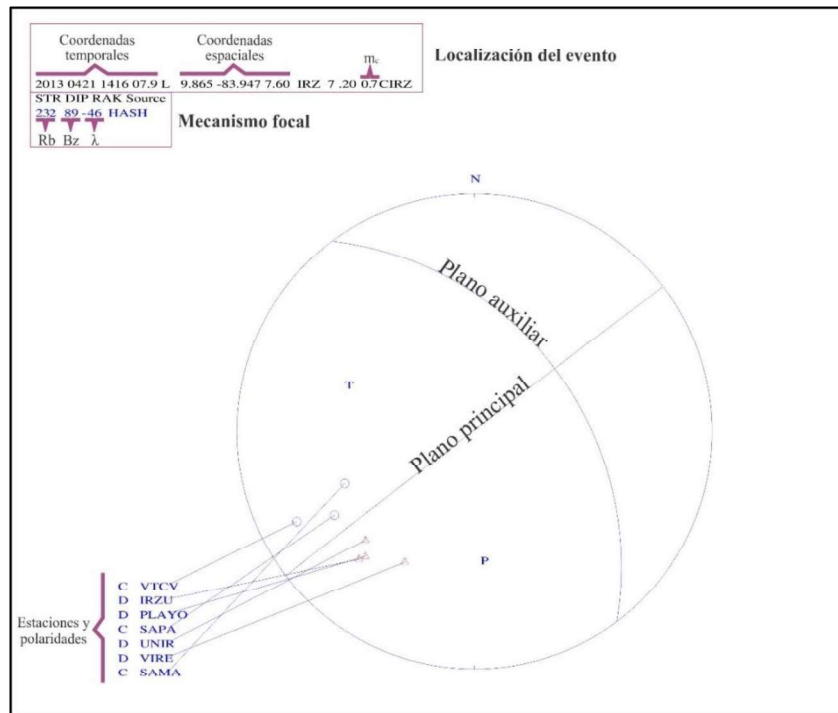 Coordenadas temporales
Coordenadas espaciales
mc
Localización del evento
2013 0421 1416 07.9 L 9.865 -83.947 7.60 IRZ 7 .20 0.7CIRZ
STR DIP RAK Source
232 89 -46 HASH
Mecanismo focal
Rb Bz λ
N
Plano auxiliar
T
Plano principal
P
Estaciones y polaridades
C VTCV
D IRZU
D PLAYO
C SAPA
D UNIR
D VIRE
C SAMA